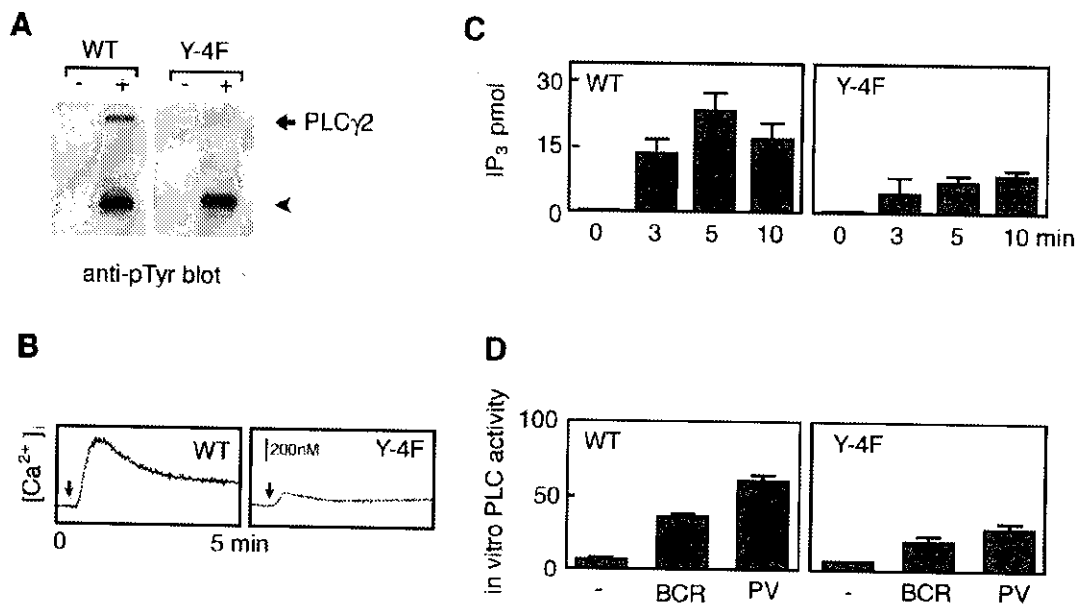 A
WT Y-4F
- + - +
PLCγ2
anti-pTyr blot
B
[Ca²⁺]ᵢ
WT
200nM
Y-4F
0 5 min
C
IP₃ pmol
30
15
0
WT
0 3 5 10
Y-4F
0 3 5 10 min
D
in vitro PLC activity
100
50
0
WT
- BCR PV
Y-4F
- BCR PV